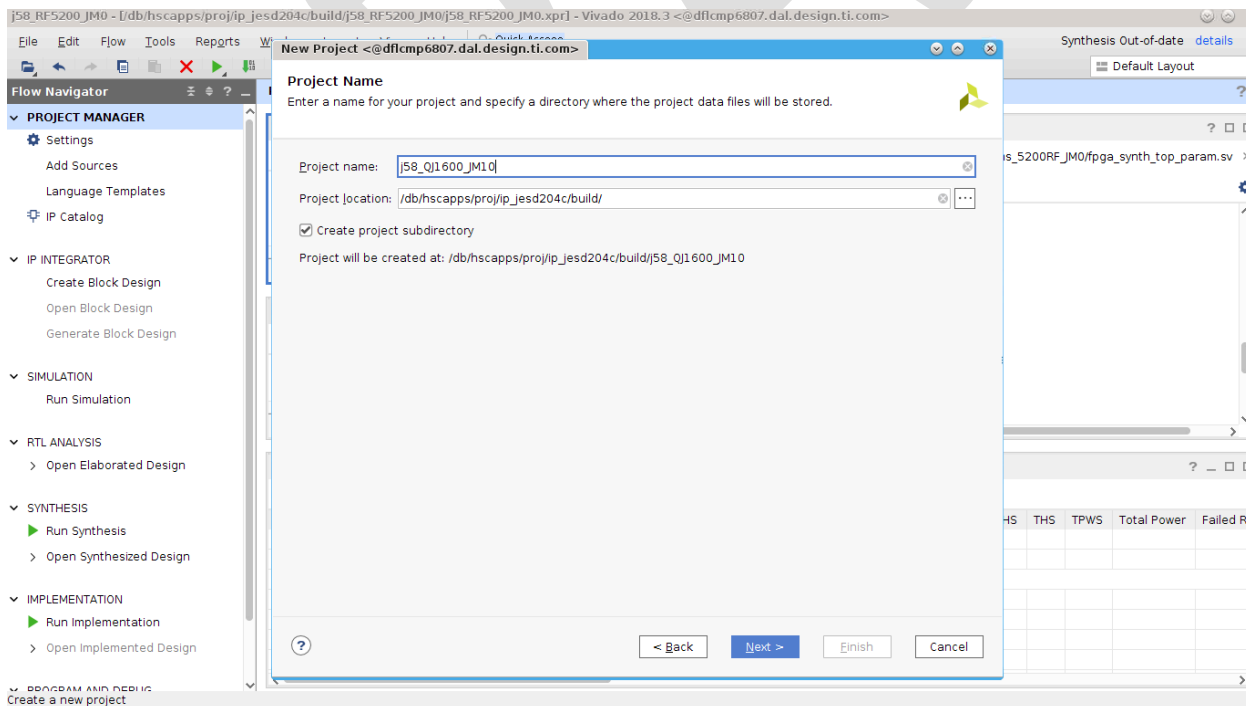 j58_RF5200_JM0 - [/db/hscapps/proj/ip_jesd204c/build/j58_RF5200_JM0/j58_RF5200_JM0.xpr] - Vivado 2018.3 <@dflcmp6807.dal.design.ti.com>
File Edit Flow Tools Reports
Synthesis Out-of-date details
Default Layout
Flow Navigator ?
PROJECT MANAGER
Settings
Add Sources
Language Templates
IP Catalog
IP INTEGRATOR
Create Block Design
Open Block Design
Generate Block Design
SIMULATION
Run Simulation
RTL ANALYSIS
Open Elaborated Design
SYNTHESIS
Run Synthesis
Open Synthesized Design
IMPLEMENTATION
Run Implementation
Open Implemented Design
PROGRAM AND DEBUG
Create a new project
New Project <@dflcmp6807.dal.design.ti.com>
Project Name
Enter a name for your project and specify a directory where the project data files will be stored.
Project name: j58_QJ1600_JM10
Project location: /db/hscapps/proj/ip_jesd204c/build/ ...
Create project subdirectory
Project will be created at: /db/hscapps/proj/ip_jesd204c/build/j58_QJ1600_JM10
? < Back Next > Finish Cancel
?
?
5200RF_JM0/fpga_synth_top_param.sv
?
THS TPWS Total Power Failed